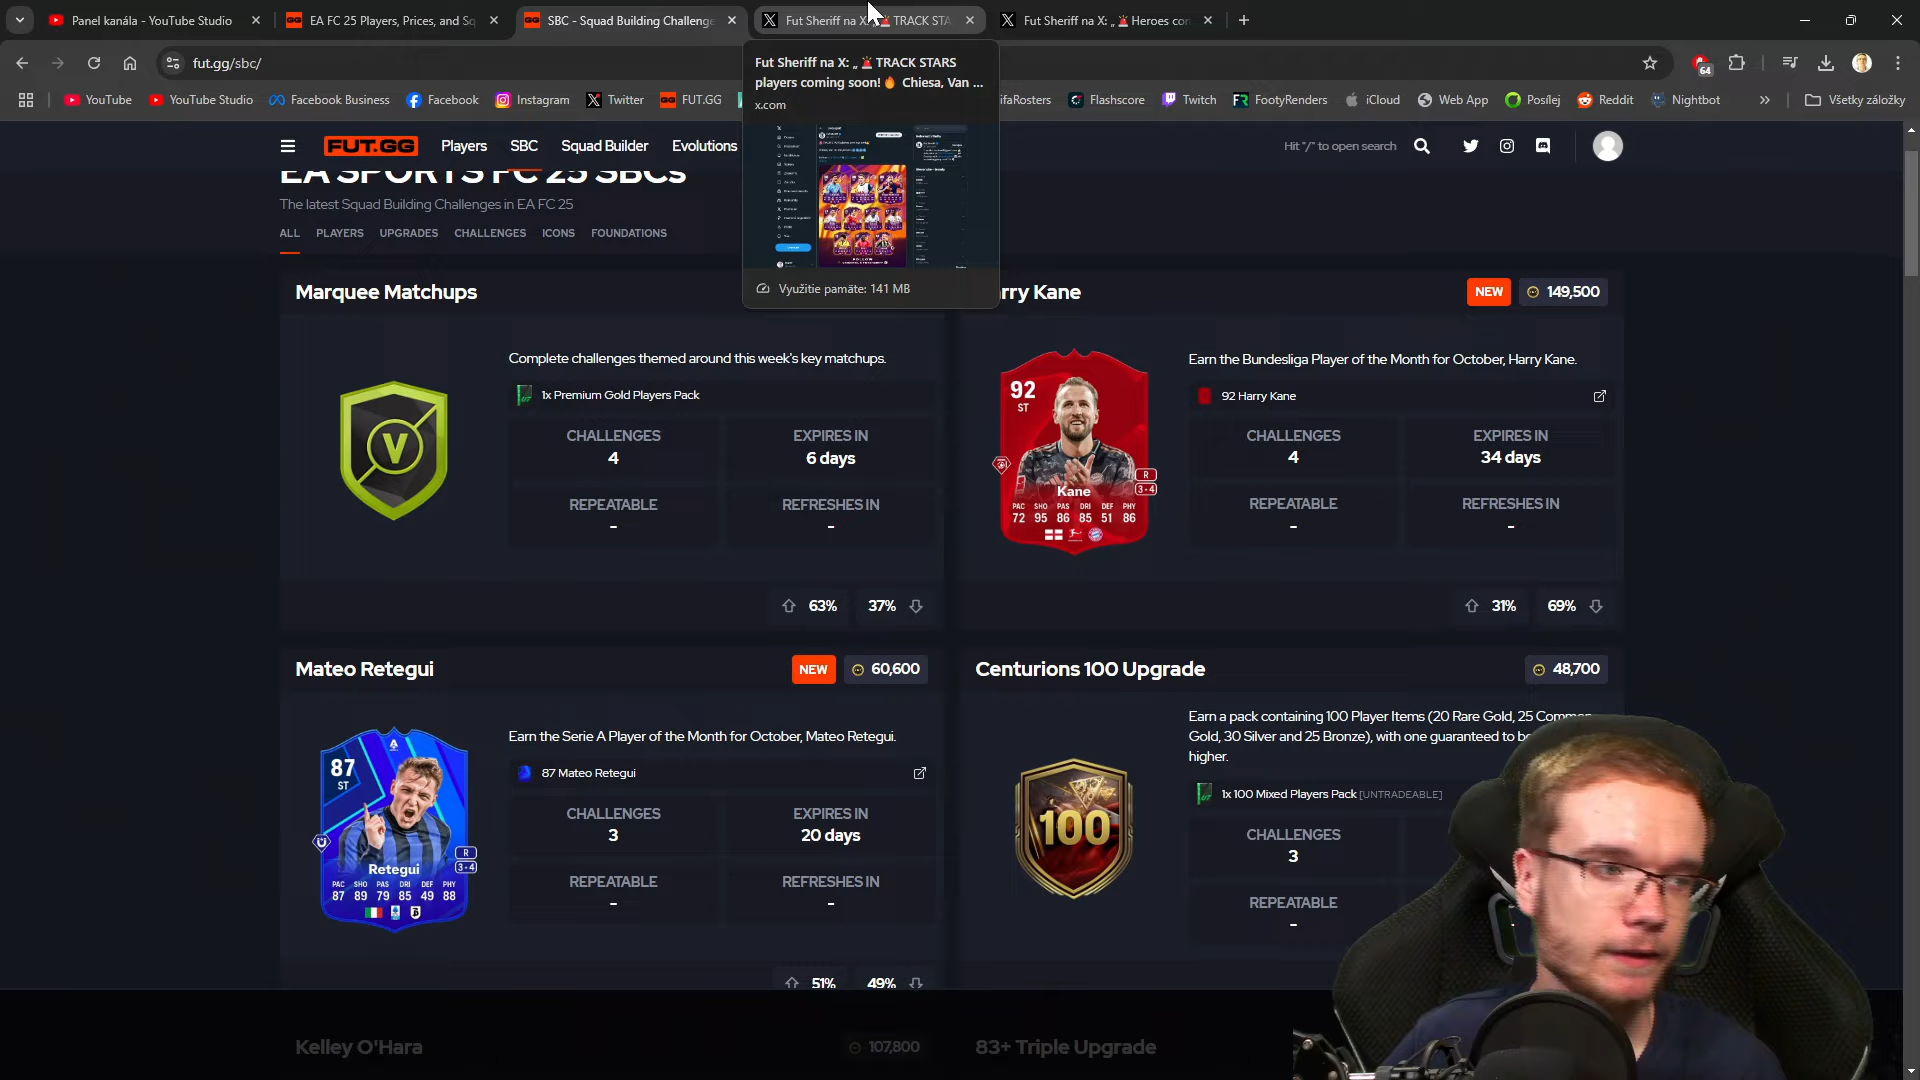 Panel kanála - YouTube Studio
EA FC 25 Players, Prices, and Sq
SBC - Squad Building Challenge
Fut Sheriff na X: „🚨TRACK STA
Fut Sheriff na X: „🚨Heroes con
fut.gg/sbc/
64
YouTube
YouTube Studio
Facebook Business
Facebook
Instagram
Twitter
FUT.GG
ifaRosters
Flashscore
Twitch
FootyRenders
iCloud
Web App
Posilej
Reddit
Nightbot
Všetky záložky
Fut Sheriff na X: „🚨TRACK STARS
players coming soon!🔥 Chiesa, Van ...
x.com
Využitie pamäte: 141 MB
FUT.GG
Players
SBC
Squad Builder
Evolutions
Hit "/" to open search
EA SPORTS FC 25 SBCs
The latest Squad Building Challenges in EA FC 25
ALL
PLAYERS
UPGRADES
CHALLENGES
ICONS
FOUNDATIONS
Marquee Matchups
Complete challenges themed around this week's key matchups.
1x Premium Gold Players Pack
CHALLENGES
4
EXPIRES IN
6 days
REPEATABLE
-
REFRESHES IN
-
63%
37%
rry Kane
NEW
149,500
92
ST
Kane
PAC SHO PAS DRI DEF PHY
72 95 86 85 51 86
R
3-4
Earn the Bundesliga Player of the Month for October, Harry Kane.
92 Harry Kane
CHALLENGES
4
EXPIRES IN
34 days
REPEATABLE
-
REFRESHES IN
-
31%
69%
Mateo Retegui
NEW
60,600
87
ST
Retegui
PAC SHO PAS DRI DEF PHY
87 89 79 85 49 88
R
3-4
Earn the Serie A Player of the Month for October, Mateo Retegui.
87 Mateo Retegui
CHALLENGES
3
EXPIRES IN
20 days
REPEATABLE
-
REFRESHES IN
-
51%
49%
Centurions 100 Upgrade
48,700
100
Earn a pack containing 100 Player Items (20 Rare Gold, 25 Common
Gold, 30 Silver and 25 Bronze), with one guaranteed to be
higher.
1x 100 Mixed Players Pack [UNTRADEABLE]
CHALLENGES
3
REPEATABLE
-
Kelley O'Hara
107,800
83+ Triple Upgrade